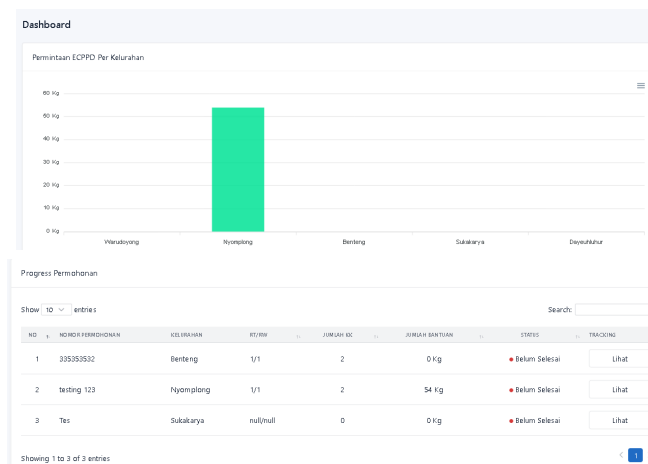 Dashboard
Permintaan ECPPD Per Kelurahan
60 Kg
50 Kg
40 Kg
30 Kg
20 Kg
10 Kg
0 Kg
Warudoyong Nyomplong Benteng Sukakarya Dayeuhluhur
Progress Permohonan
Show 10 entries Search:
NO NOMOR PERMOHONAN KELURAHAN RT/RW JUMLAH KK JUMLAH BANTUAN STATUS TRACKING
1 335353532 Benteng 1/1 2 0 Kg Belum Selesai Lihat
2 testing 123 Nyomplong 1/1 2 54 Kg Belum Selesai Lihat
3 Tes Sukakarya null/null 0 0 Kg Belum Selesai Lihat
Showing 1 to 3 of 3 entries < 1